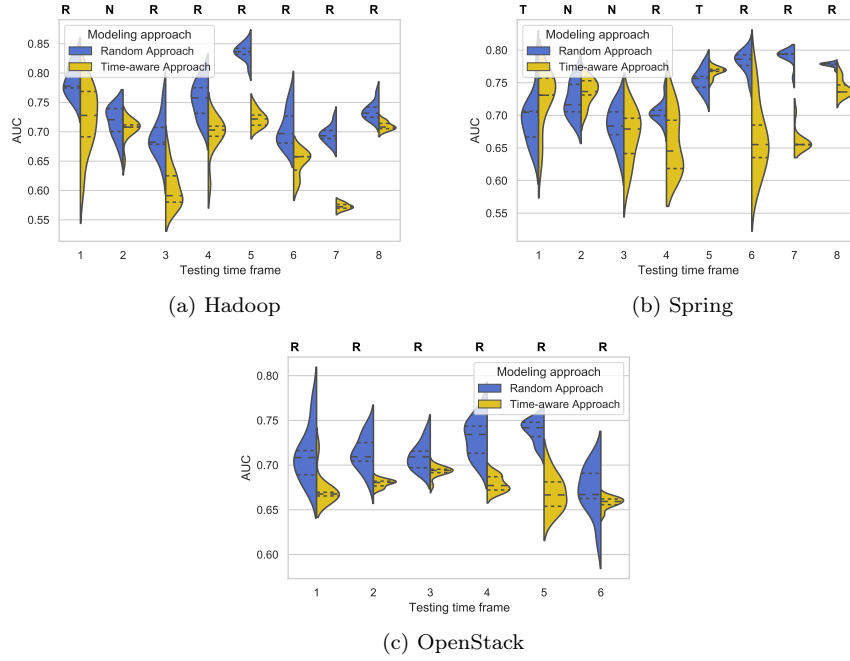 R N R R R R R R
T N N R T R R R
Modeling approach
Random Approach
Time-aware Approach
0.85
0.80
0.75
0.70
0.65
0.60
0.55
AUC
1 2 3 4 5 6 7 8
Testing time frame
(a) Hadoop
Modeling approach
Random Approach
Time-aware Approach
0.80
0.75
0.70
0.65
0.60
0.55
AUC
1 2 3 4 5 6 7 8
Testing time frame
(b) Spring
R R R R R R
Modeling approach
Random Approach
Time-aware Approach
0.80
0.75
0.70
0.65
0.60
AUC
1 2 3 4 5 6
Testing time frame
(c) OpenStack